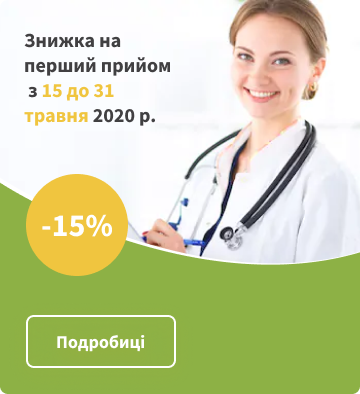 Знижка на
перший прийом
з 15 до 31
травня 2020 р.
-15%
Подробиці